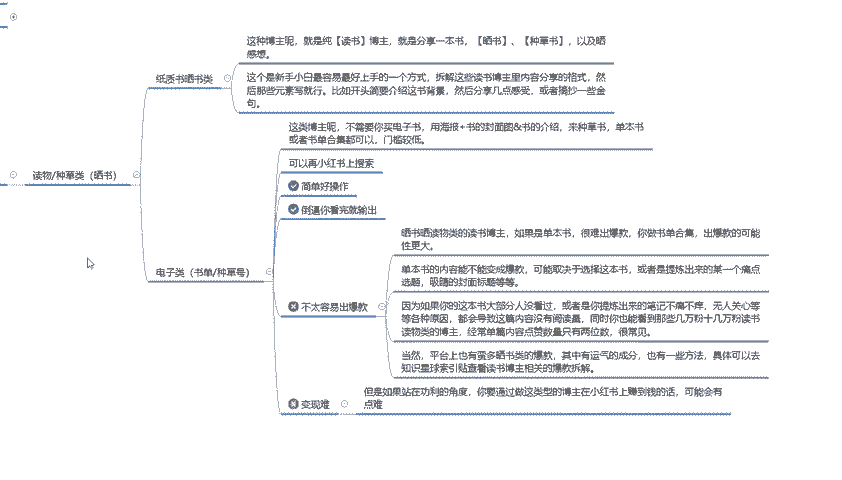 这种博主呢，就是纯【读书】博主，就是分享一本书，【晒书】、【种草书】，以及晒
感想。
纸质书晒书类
这个是新手小白最容易最好上手的一个方式，拆解这些读书博主里内容分享的格式，然
后那些元素写就行。比如开头简要介绍这书背景，然后分享几点感受，或者摘抄一些金
句。
这类博主呢，不需要你买电子书，用海报+书的封面图&书的介绍，来种草书，单本书
或者书单合集都可以，门槛较低。
可以再小红书上搜索
读物/种草类（晒书）
简单好操作
倒逼你看完就输出
晒书晒读物类的读书博主，如果是单本书，很难出爆款，你做书单合集，出爆款的可能
性更大。
电子类（书单/种草号）
单本书的内容能不能变成爆款，可能取决于选择这本书，或者是提炼出来的某一个痛点
选题，吸睛的封面标题等等。
不太容易出爆款
因为如果你的这本书大部分人没看过，或者是你提炼出来的笔记不痛不痒，无人关心等
等各种原因，都会导致这篇内容没有阅读量，同时你也能看到那些几万粉十几万粉读书
读物类的博主，经常单篇内容点赞数量只有两位数，很常见。
当然，平台上也有蛮多晒书类的爆款，其中有运气的成分，也有一些方法，具体可以去
知识星球索引贴查看读书博主相关的爆款拆解。
变现难
但是如果站在功利的角度，你要通过做这类型的博主在小红书上赚到钱的话，可能会有
点难